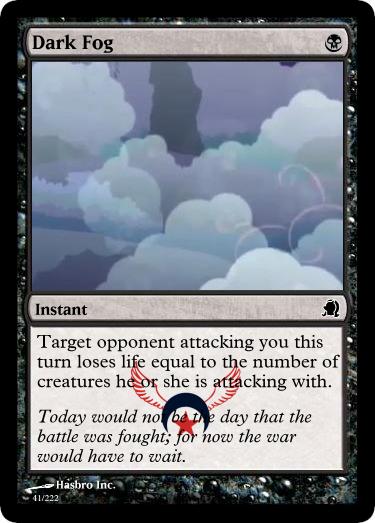 Dark Fog
Instant
Target opponent attacking you this
turn loses life equal to the number of
creatures he or she is attacking with.
Today would not be the day that the
battle was fought; for now the war
would have to wait.
Hasbro Inc.
41/222